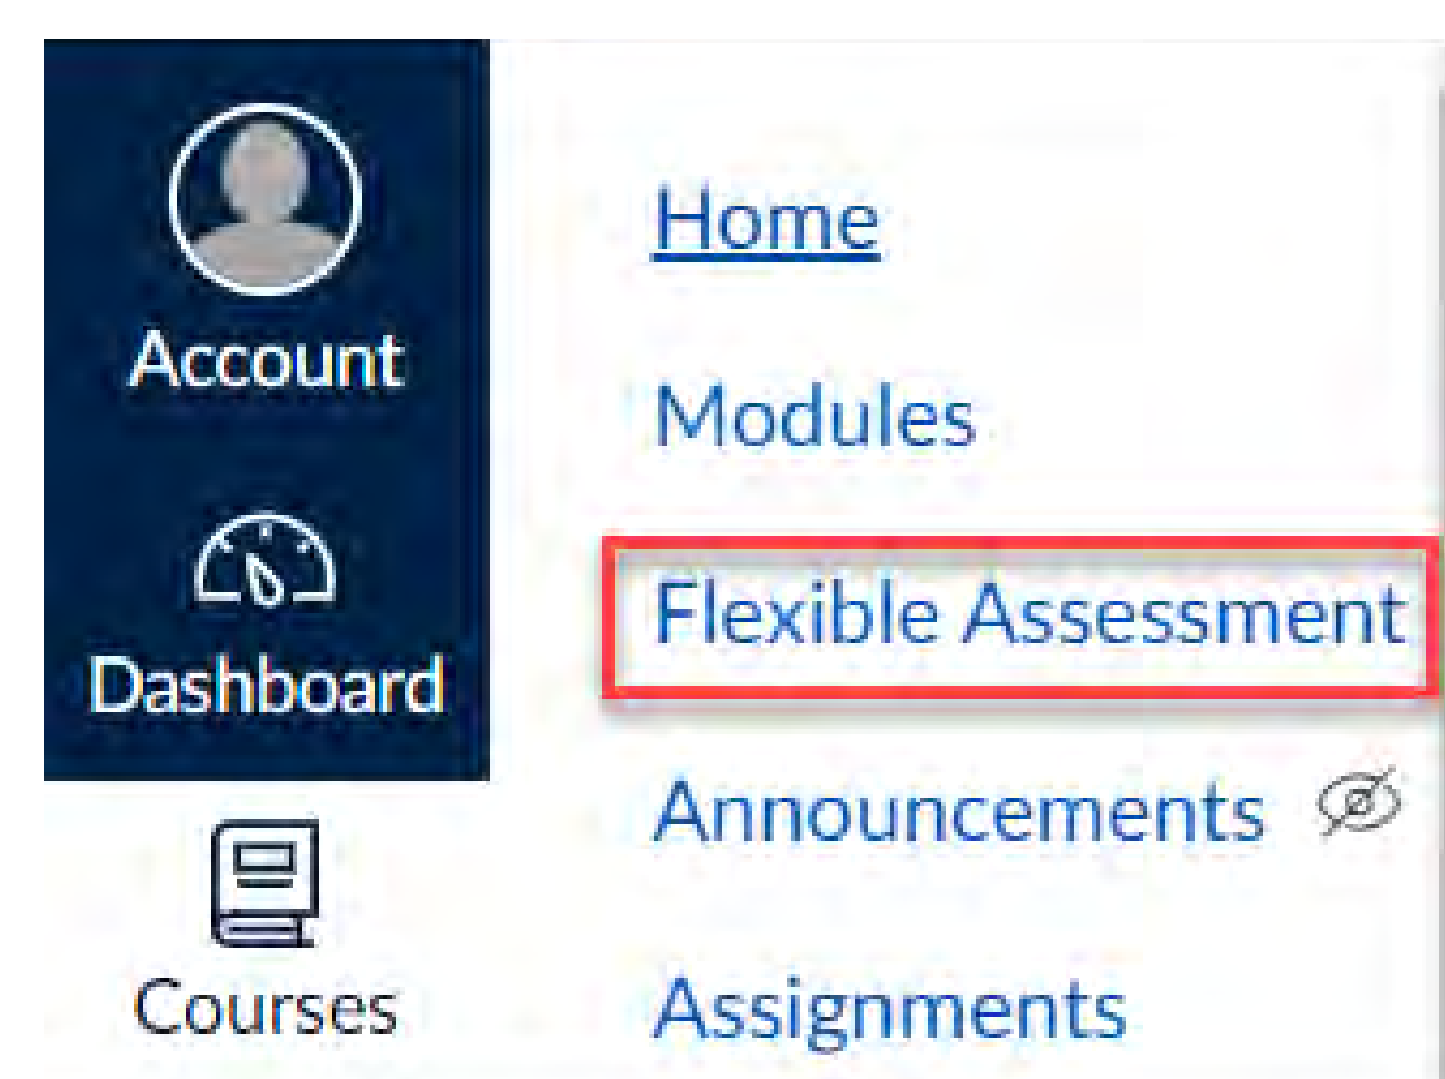 Account
Dashboard
Courses
Home
Modules
Flexible Assessment
Announcements
Assignments